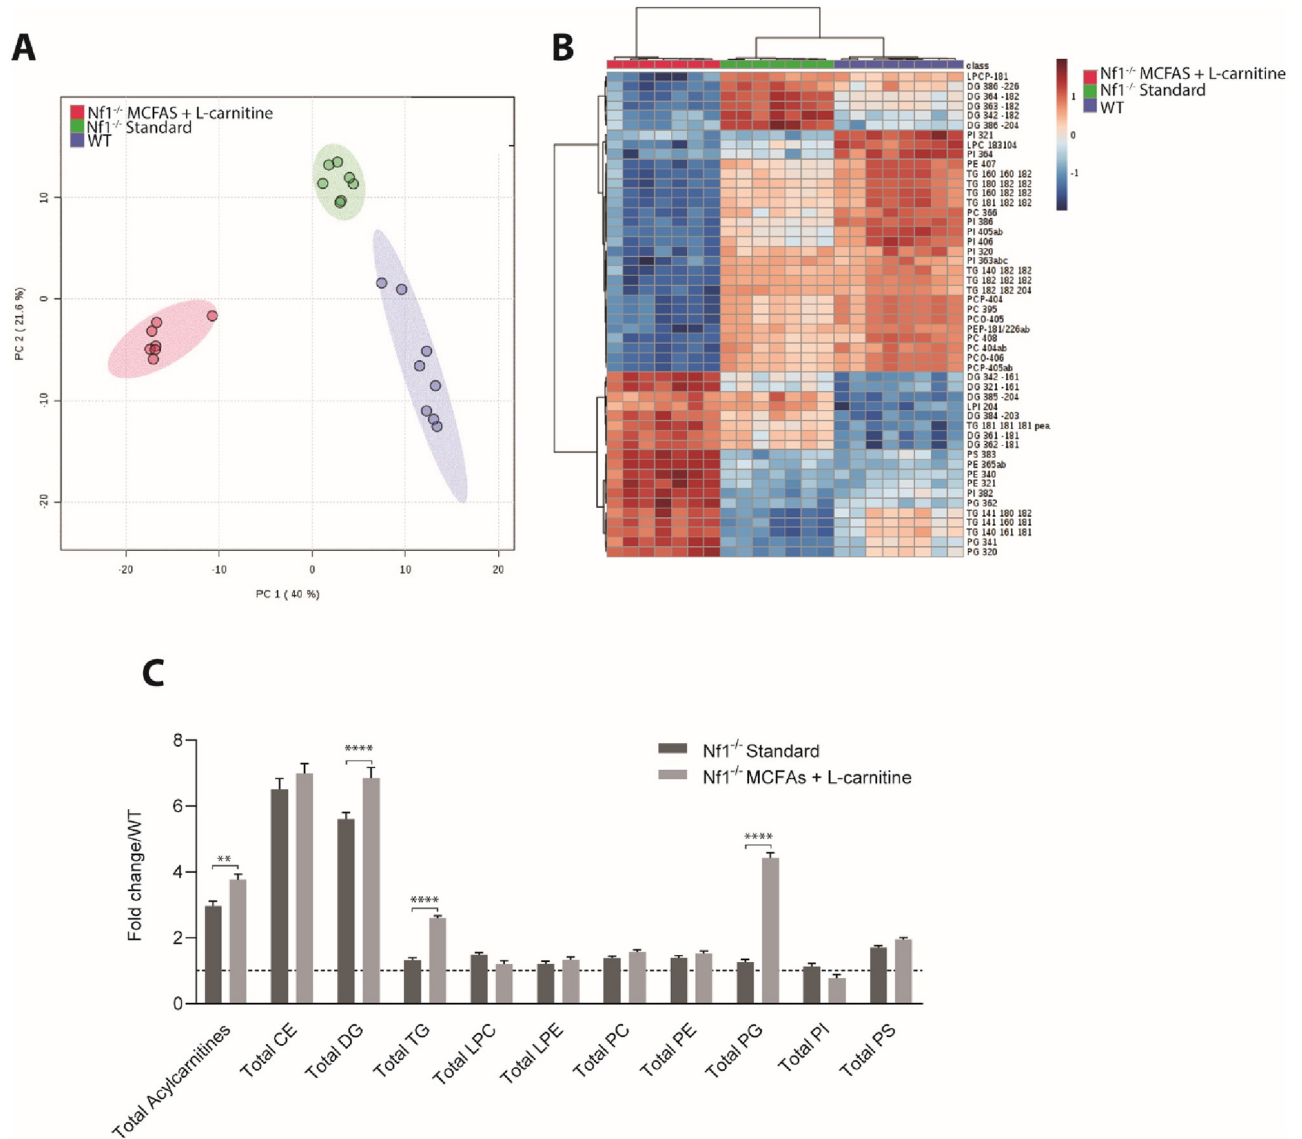 A
Nf1-/- MCFAS + L-carnitine
Nf1-/- Standard
WT
PC 2 ( 21.6 %)
10
0
-10
-20
-20
-10
0
10
20
PC 1 ( 40 %)
B
class
LPCP-181
DG 386 -226
DG 364 -182
DG 363 -182
DG 342 -182
DG 386 -204
PI 321
LPC 183104
PI 364
PE 407
TG 160 160 182
TG 180 182 182
TG 160 182 182
TG 181 182 182
PC 366
PI 386
PI 405ab
PI 406
PI 320
PI 363abc
TG 140 182 182
TG 182 182 182
TG 182 182 204
PCP-404
PC 395
PCO-405
PEP-181/226ab
PC 408
PC 404ab
PCO-406
PCP-405ab
DG 342 -161
DG 321 -161
DG 385 -204
LPI 204
DG 384 -203
TG 181 181 181 pea
DG 361 -181
DG 362 -181
PS 383
PE 365ab
PE 340
PE 321
PI 382
PG 362
TG 141 180 182
TG 141 160 181
TG 140 161 181
PG 341
PG 320
1
0
-1
Nf1-/- MCFAS + L-carnitine
Nf1-/- Standard
WT
C
Fold change/WT
8
6
4
2
0
**
****
****
****
Nf1-/- Standard
Nf1-/- MCFAs + L-carnitine
Total Acylcarnitines
Total CE
Total DG
Total TG
Total LPC
Total LPE
Total PC
Total PE
Total PG
Total PI
Total PS